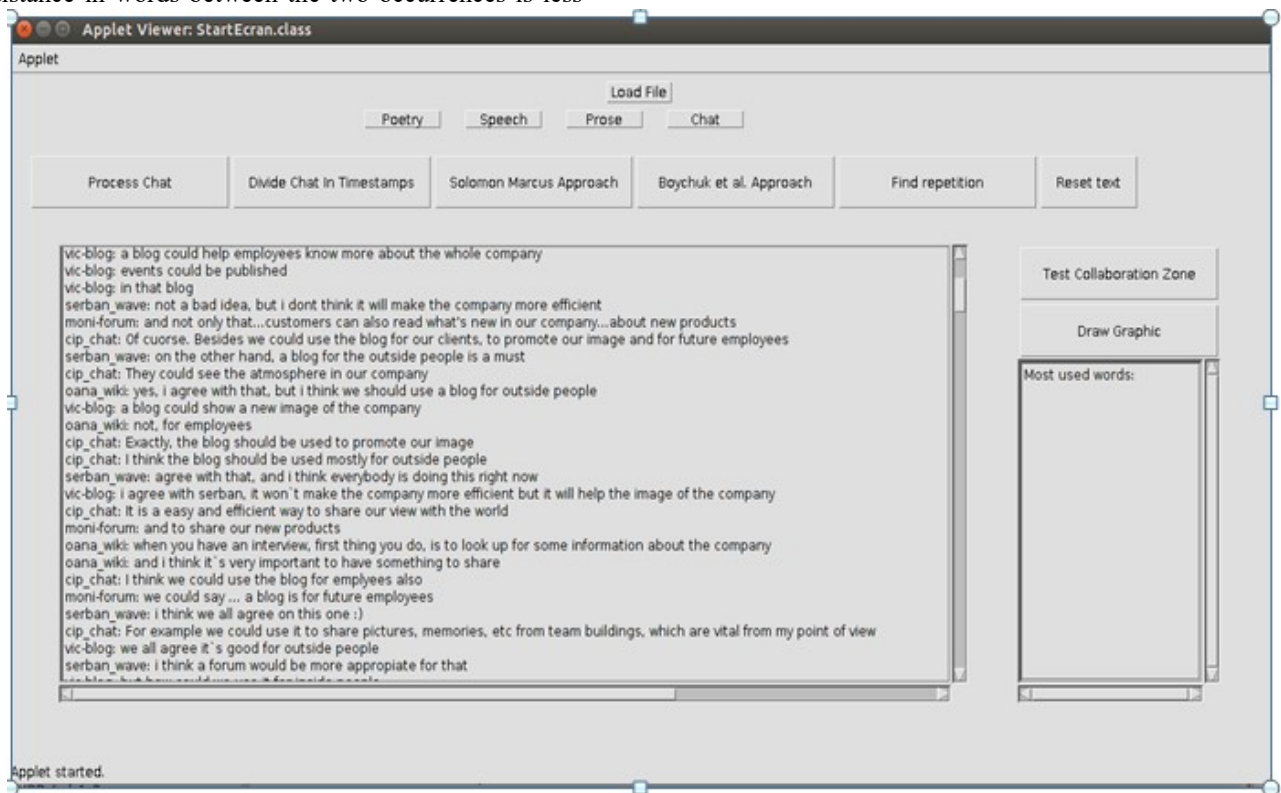 distance in words between the two occurrences is less
Applet Viewer: StartEcran.class
Applet
Load File
Poetry Speech Prose Chat
Process Chat Divide Chat In Timestamps Solomon Marcus Approach Boychuk et al. Approach Find repetition Reset text
vic-blog: a blog could help employees know more about the whole company
vic-blog: events could be published
vic-blog: in that blog
serban_wave: not a bad idea, but i dont think it will make the company more efficient
moni-forum: and not only that...customers can also read what's new in our company...about new products
cip_chat: Of cuorse. Besides we could use the blog for our clients, to promote our image and for future employees
serban_wave: on the other hand, a blog for the outside people is a must
cip_chat: They could see the atmosphere in our company
oana_wiki: yes, i agree with that, but i think we should use a blog for outside people
vic-blog: a blog could show a new image of the company
oana_wiki: not, for employees
cip_chat: Exactly, the blog should be used to promote our image
cip_chat: I think the blog should be used mostly for outside people
serban_wave: agree with that, and i think everybody is doing this right now
vic-blog: i agree with serban, it won`t make the company more efficient but it will help the image of the company
cip_chat: It is a easy and efficient way to share our view with the world
moni-forum: and to share our new products
oana_wiki: when you have an interview, first thing you do, is to look up for some information about the company
oana_wiki: and i think it`s very important to have something to share
cip_chat: I think we could use the blog for emplyees also
moni-forum: we could say ... a blog is for future employees
serban_wave: i think we all agree on this one :)
cip_chat: For example we could use it to share pictures, memories, etc from team buildings, which are vital from my point of view
vic-blog: we all agree it`s good for outside people
serban_wave: i think a forum would be more appropiate for that
Test Collaboration Zone
Draw Graphic
Most used words:
Applet started.